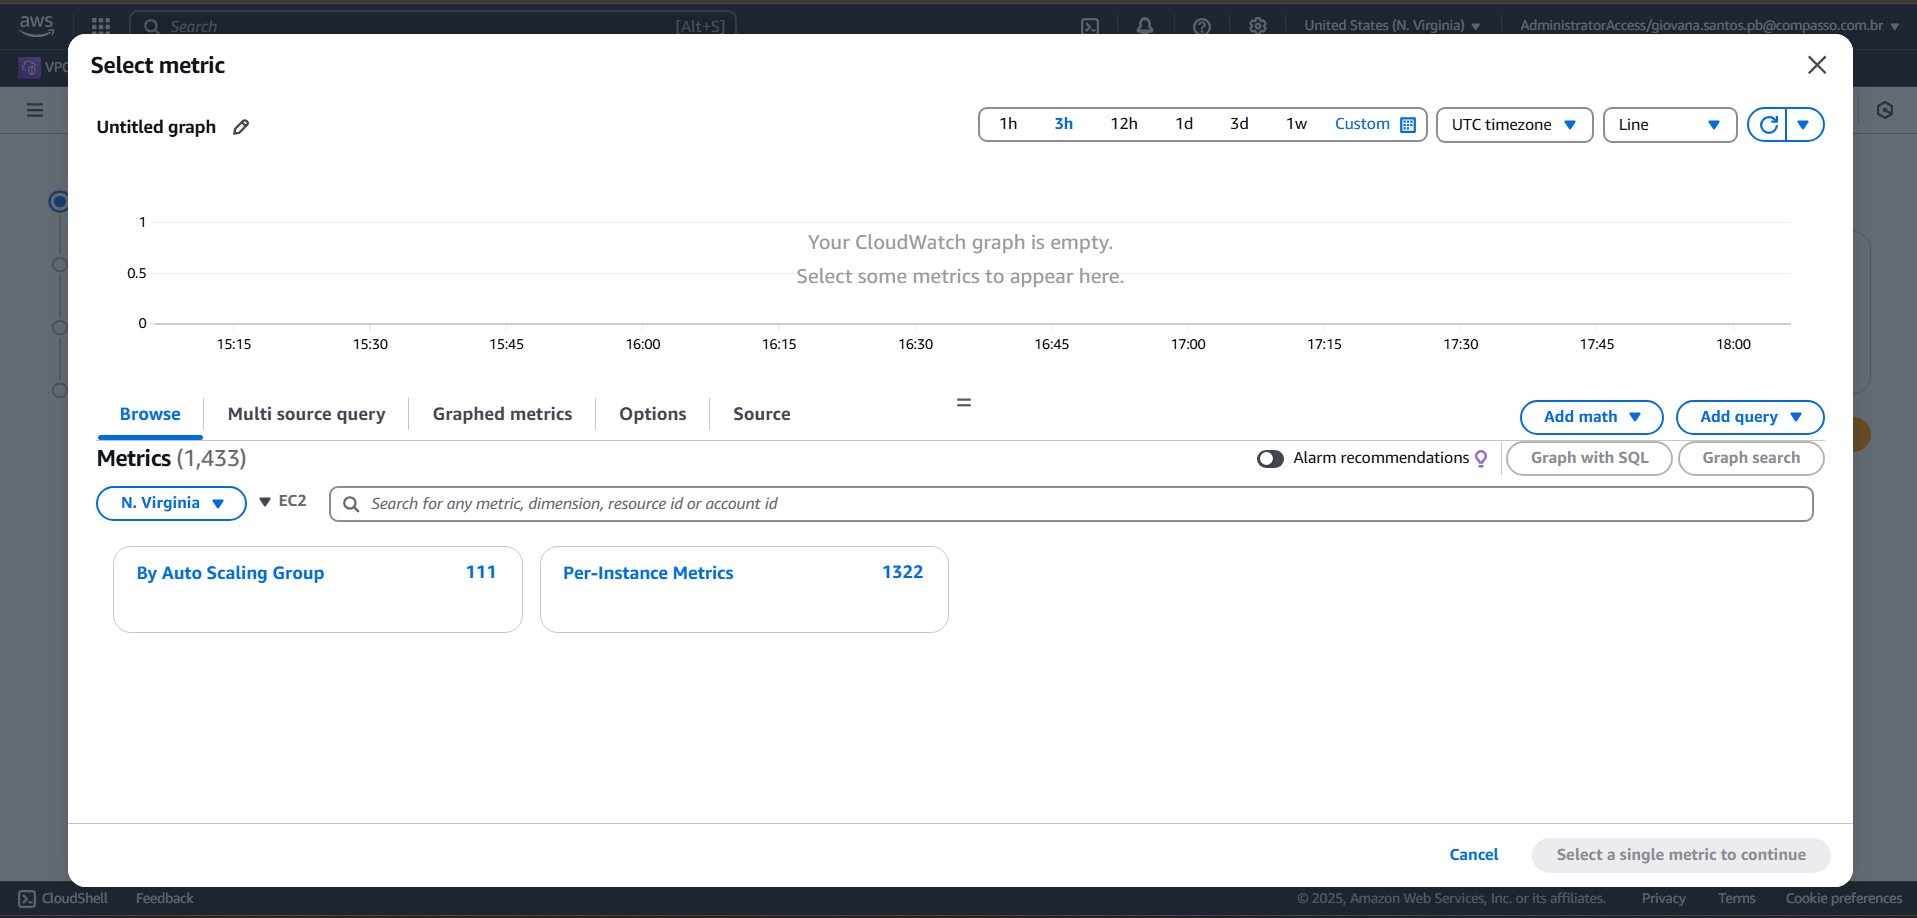 aws
Search
[Alt+S]
United States (N. Virginia)
AdministratorAccess/giovana.santos.pb@compasso.com.br
Select metric
Untitled graph
1h 3h 12h 1d 3d 1w Custom
UTC timezone
Line
1
0.5
0
Your CloudWatch graph is empty.
Select some metrics to appear here.
15:15 15:30 15:45 16:00 16:15 16:30 16:45 17:00 17:15 17:30 17:45 18:00
Browse Multi source query Graphed metrics Options Source
Add math Add query
Metrics (1,433)
Alarm recommendations
Graph with SQL
Graph search
N. Virginia
EC2
Search for any metric, dimension, resource id or account id
By Auto Scaling Group 111
Per-Instance Metrics 1322
Cancel
Select a single metric to continue
CloudShell Feedback
© 2025, Amazon Web Services, Inc. or its affiliates.
Privacy Terms Cookie preferences